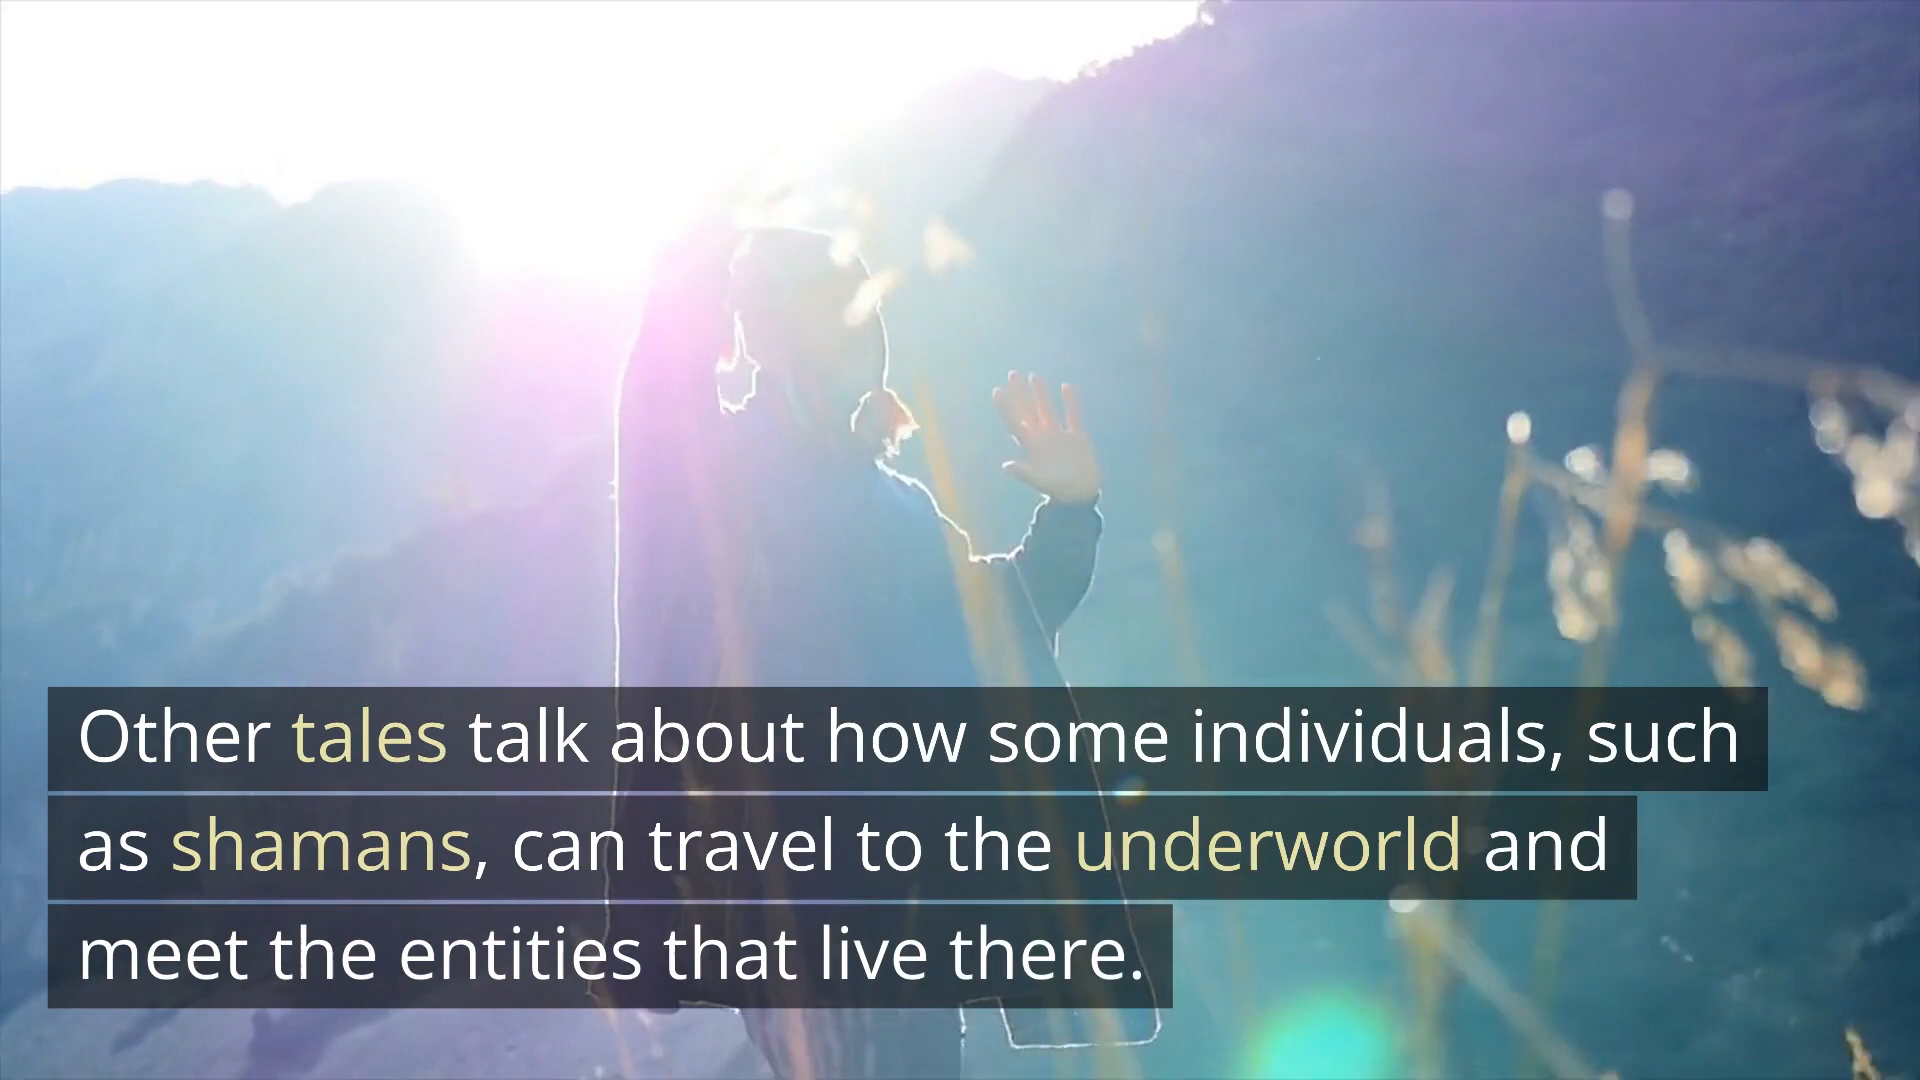 Other tales talk about how some individuals, such
as shamans, can travel to the underworld and
meet the entities that live there.